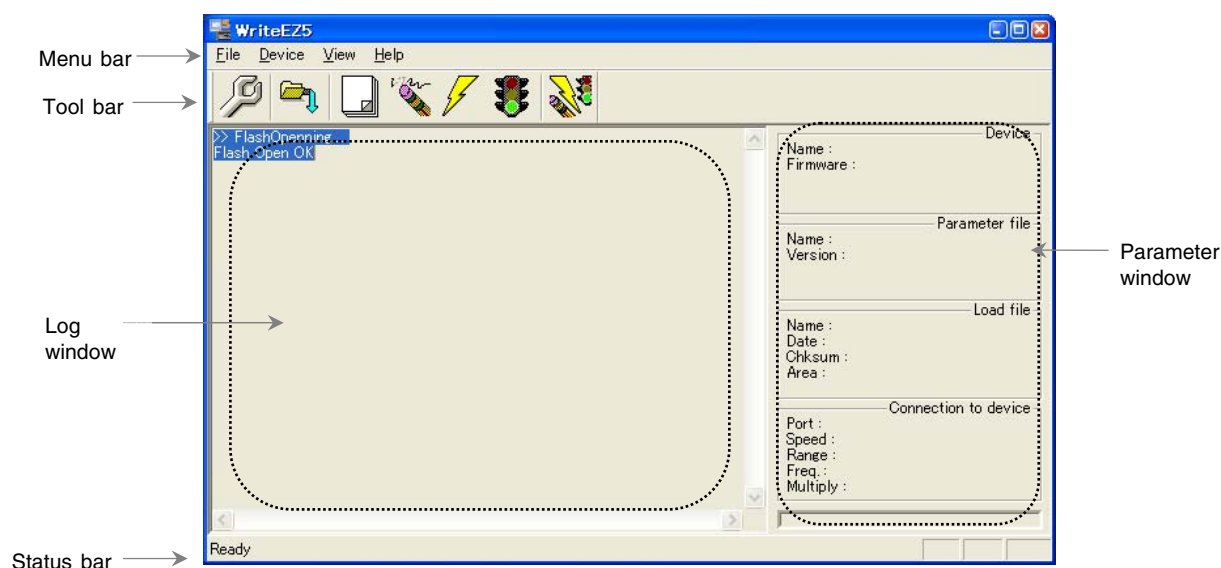 WriteEZ5
Menu bar
File Device View Help
Tool bar
>> FlashOpenning...
Flash Open OK
Device
Name :
Firmware :
Parameter file
Name :
Version :
Parameter
window
Load file
Name :
Date :
Chksum :
Area :
Log
window
Connection to device
Port :
Speed :
Range :
Freq. :
Multiply :
Ready
Status bar